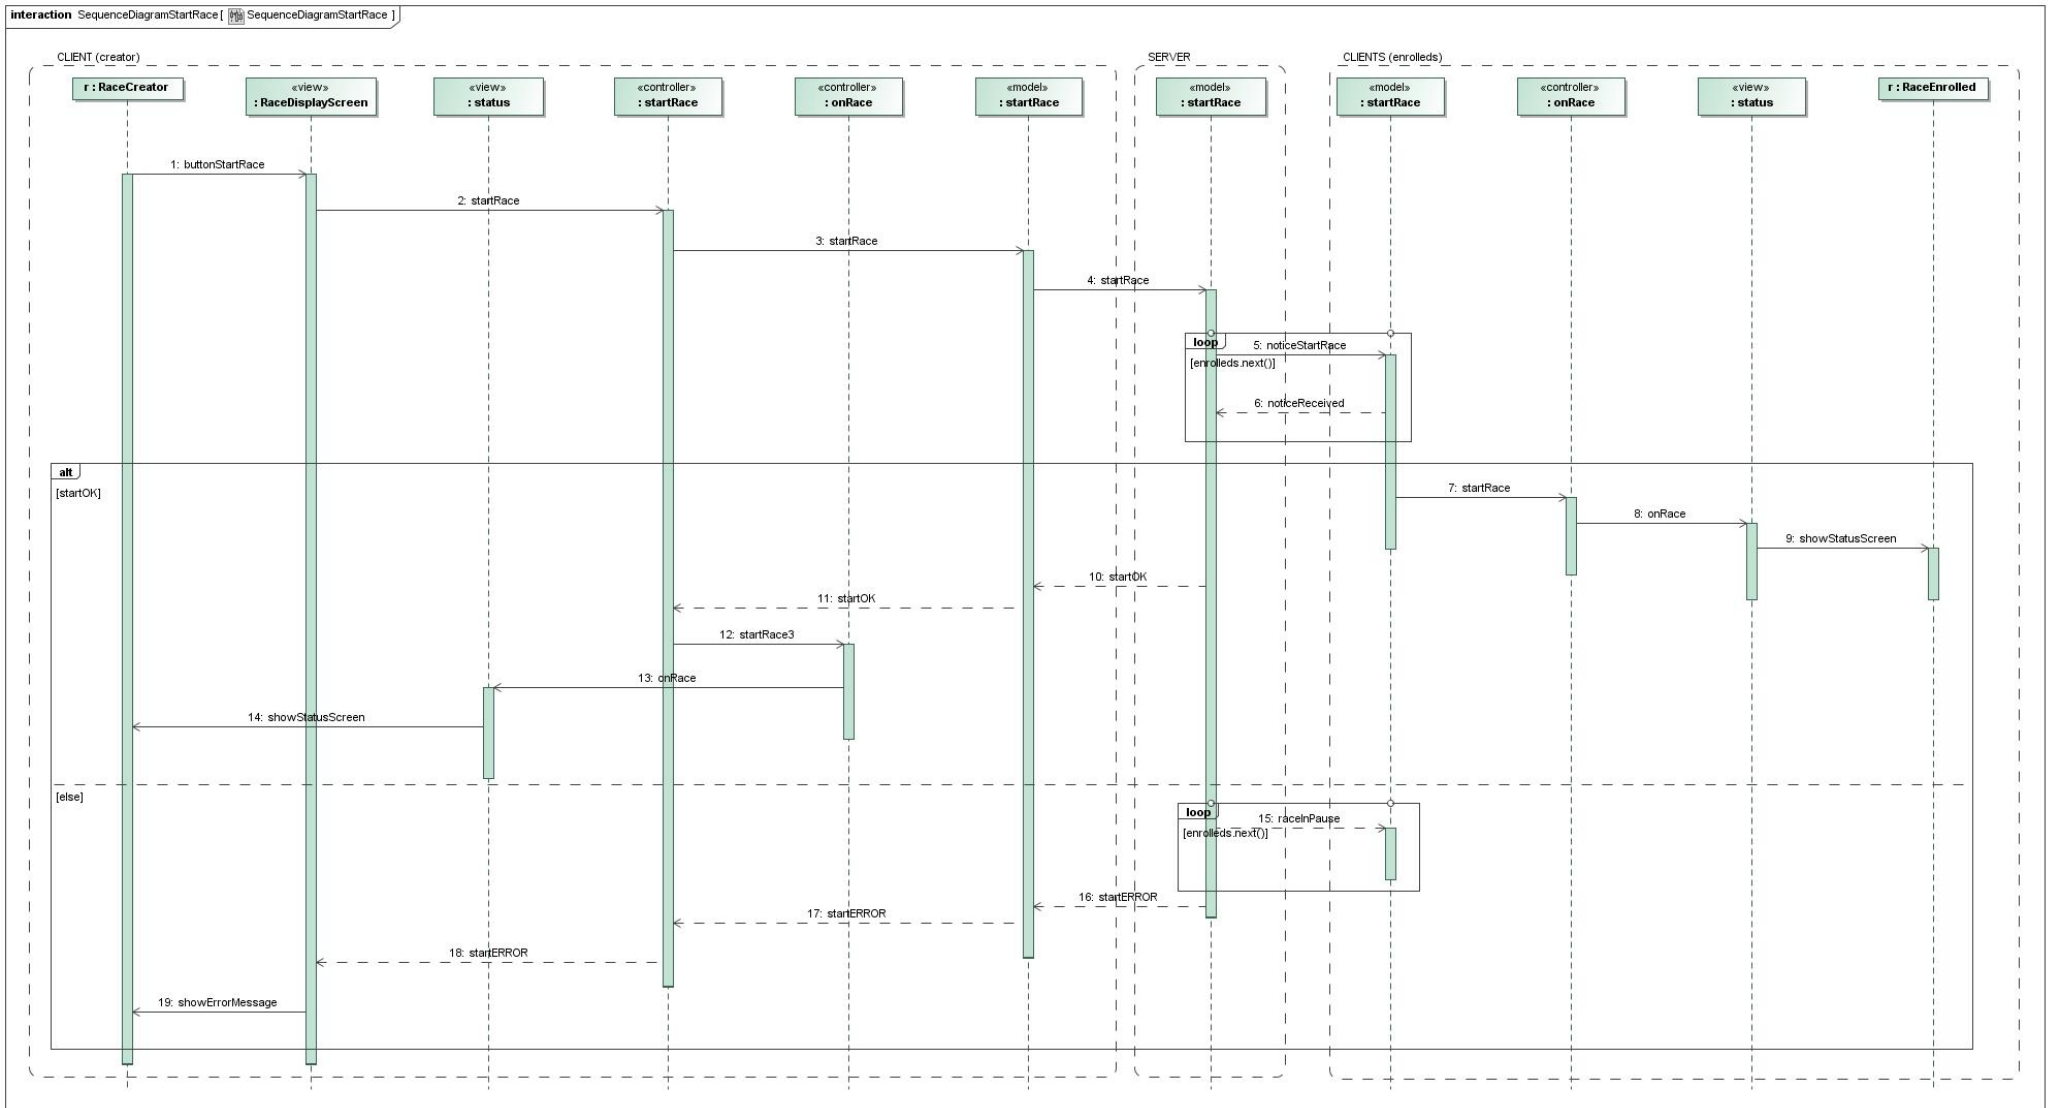 interaction SequenceDiagramStartRace[ SequenceDiagramStartRace ]
CLIENT (creator)
SERVER
CLIENTS (enrolleds)
r : RaceCreator
«view»
: RaceDisplayScreen
«view»
: status
«controller»
: startRace
«controller»
: onRace
«model»
: startRace
«model»
: startRace
«model»
: startRace
«controller»
: onRace
«view»
: status
r : RaceEnrolled
1: buttonStartRace
2: startRace
3: startRace
4: startRace
loop
5: noticeStartRace
[enrolleds.next()]
6: noticeReceived
alt
[startOK]
7: startRace
8: onRace
9: showStatusScreen
10: startOK
11: startOK
12: startRace3
13: onRace
14: showStatusScreen
[else]
loop
15: raceInPause
[enrolleds.next()]
16: startERROR
17: startERROR
18: startERROR
19: showErrorMessage